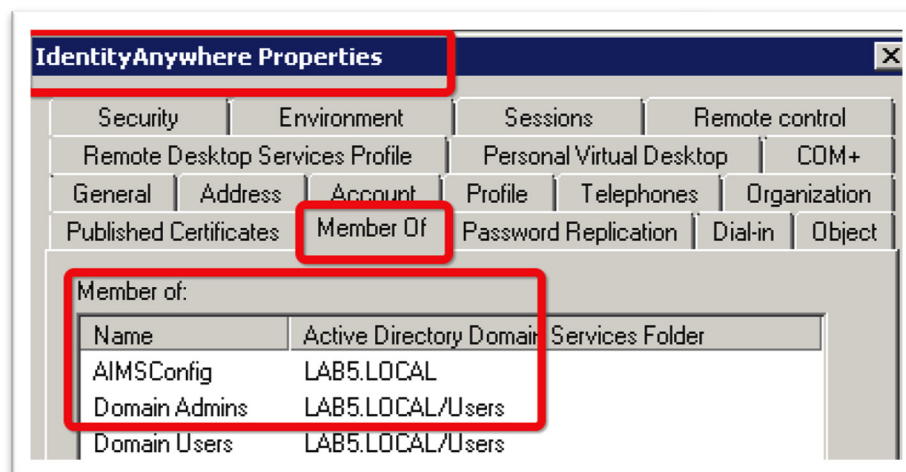 IdentityAnywhere Properties
Security Environment Sessions Remote control
Remote Desktop Services Profile Personal Virtual Desktop COM+
General Address Account Profile Telephones Organization
Published Certificates Member Of Password Replication Dial-in Object
Member of:
Name Active Directory Domain Services Folder
AIMSConfig LAB5.LOCAL
Domain Admins LAB5.LOCAL/Users
Domain Users LAB5.LOCAL/Users